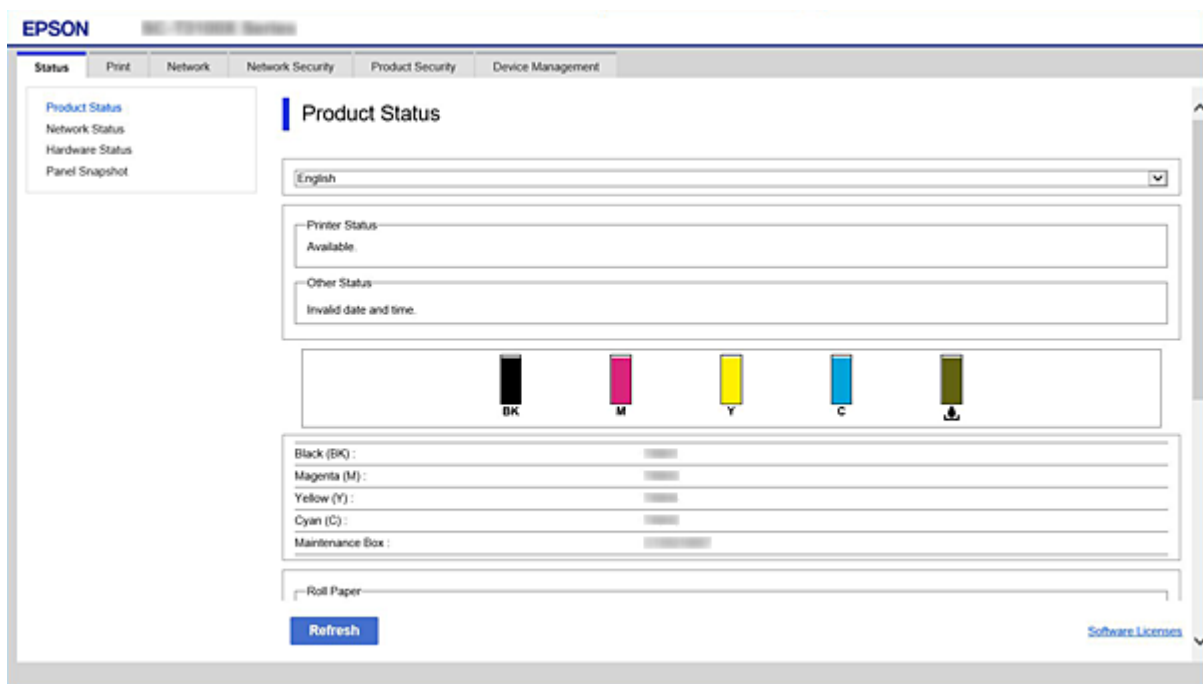 EPSON
Status Print Network Network Security Product Security Device Management
Product Status
Network Status
Hardware Status
Panel Snapshot
Product Status
English
Printer Status
Available.
Other Status
Invalid date and time.
BK M Y C
Black (BK) :
Magenta (M) :
Yellow (Y) :
Cyan (C) :
Maintenance Box :
Roll Paper
Refresh
Software Licenses